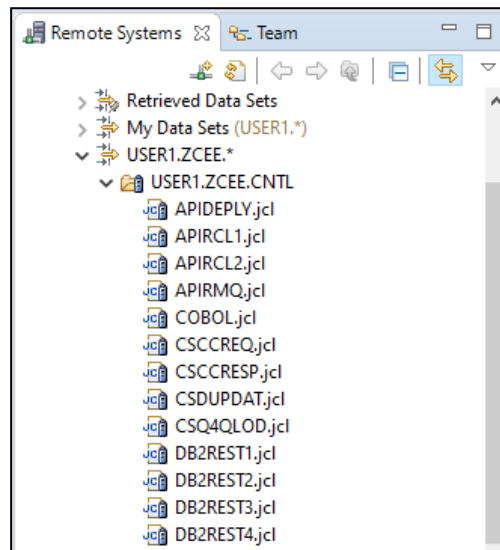 Remote Systems Team
Retrieved Data Sets
My Data Sets (USER1.*)
USER1.ZCEE.*
USER1.ZCEE.CNTL
APIDEPLY.jcl
APIRCL1.jcl
APIRCL2.jcl
APIRMQ.jcl
COBOL.jcl
CSCCREQ.jcl
CSCCRESP.jcl
CSDUPDAT.jcl
CSQ4QLOD.jcl
DB2REST1.jcl
DB2REST2.jcl
DB2REST3.jcl
DB2REST4.jcl